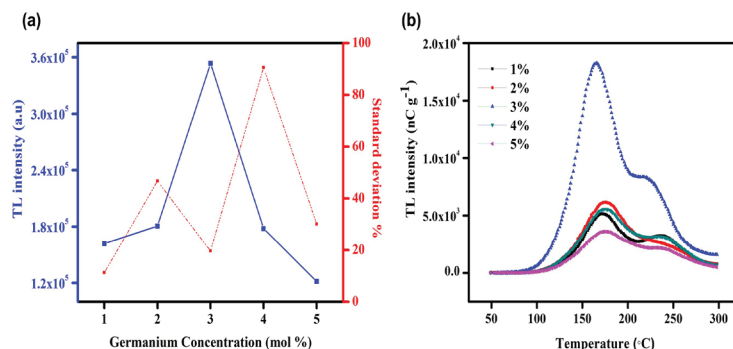 (a)
TL intensity (a.u)
3.6x10⁵
3.0x10⁵
2.4x10⁵
1.8x10⁵
1.2x10⁵
100
80
60
40
20
0
Standard deviation %
1 2 3 4 5
Germanium Concentration (mol %)
(b)
TL intensity (nC g⁻¹)
2.0x10⁴
1.5x10⁴
1.0x10⁴
5.0x10³
0.0
1%
2%
3%
4%
5%
50 100 150 200 250 300
Temperature (◦C)